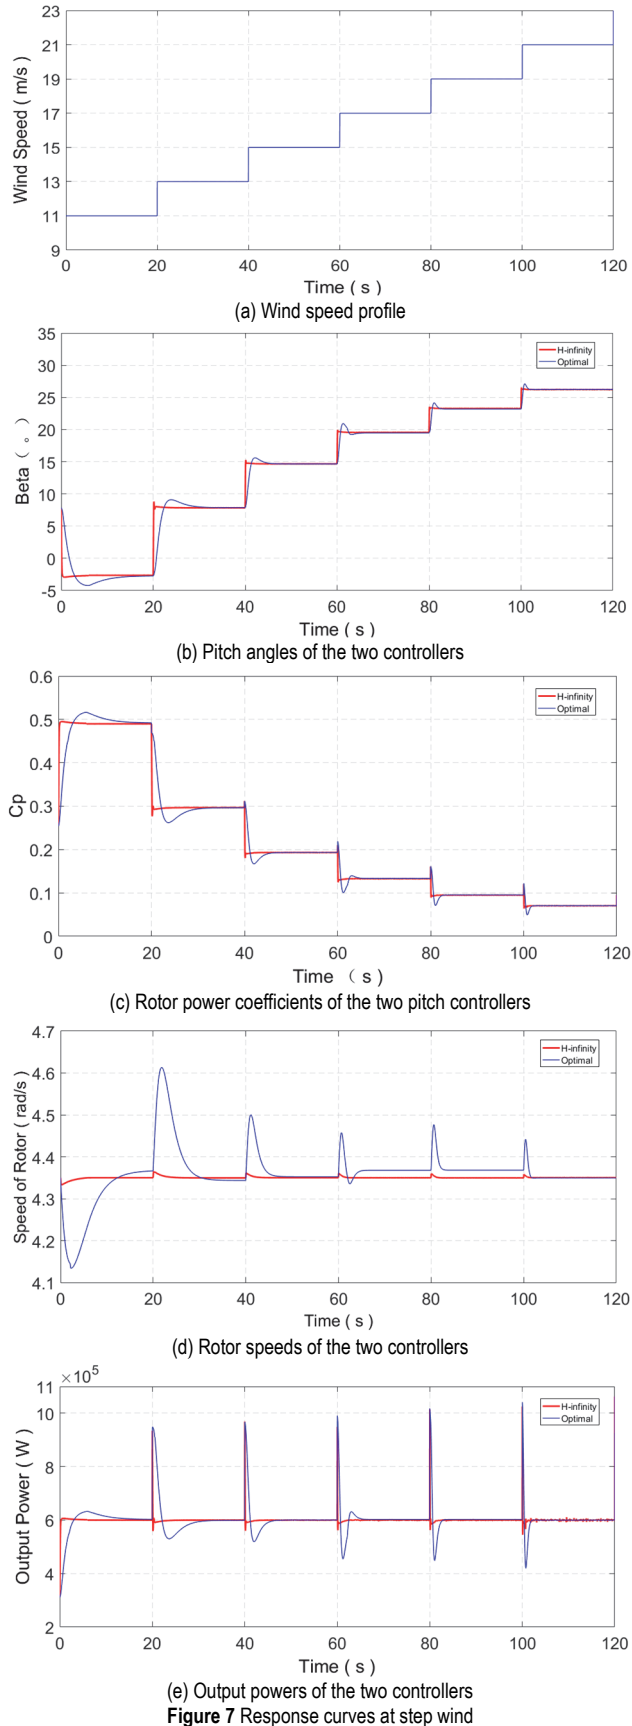 21
19
17
15
13
11
9
Wind Speed ( m/s )
0 20 40 60 80 100 120
Time ( s )
(a) Wind speed profile
35
30
25
20
15
10
5
0
-5
Beta ( 。 )
H-infinity
Optimal
0 20 40 60 80 100 120
Time ( s )
(b) Pitch angles of the two controllers
0.6
0.5
0.4
0.3
0.2
0.1
0
Cp
H-infinity
Optimal
0 20 40 60 80 100 120
Time ( s )
(c) Rotor power coefficients of the two pitch controllers
4.7
4.6
4.5
4.4
4.3
4.2
4.1
Speed of Rotor ( rad/s )
H-infinity
Optimal
0 20 40 60 80 100 120
Time ( s )
(d) Rotor speeds of the two controllers
×10⁵
11
10
8
6
4
2
Output Power ( W )
H-infinity
Optimal
0 20 40 60 80 100 120
Time ( s )
(e) Output powers of the two controllers
Figure 7 Response curves at step wind